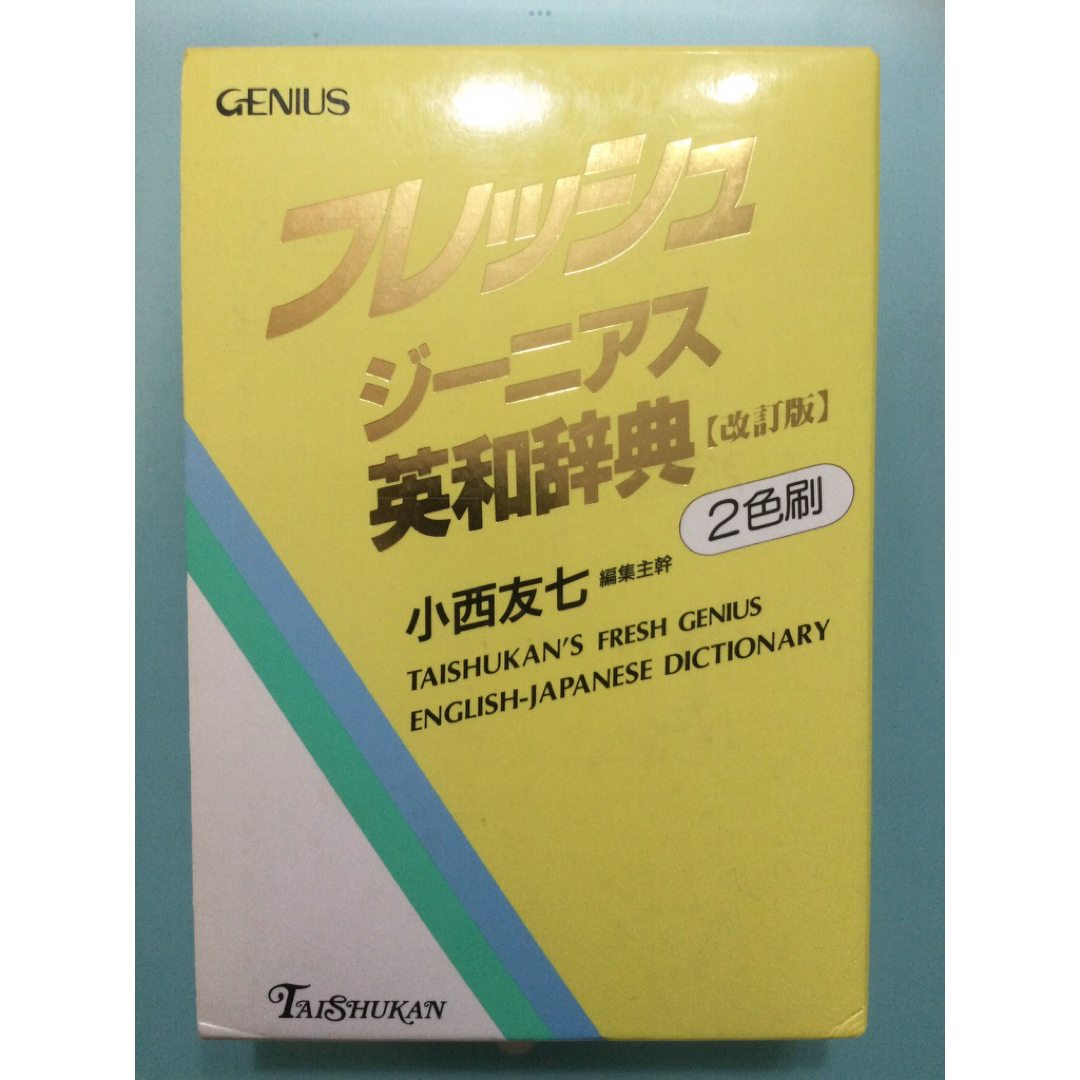 GENIUS
フレッシュ
ジーニアス
英和辞典【改訂版】
2色刷
小西友七 編集主幹
TAISHUKAN'S FRESH GENIUS
ENGLISH-JAPANESE DICTIONARY
TAISHUKAN